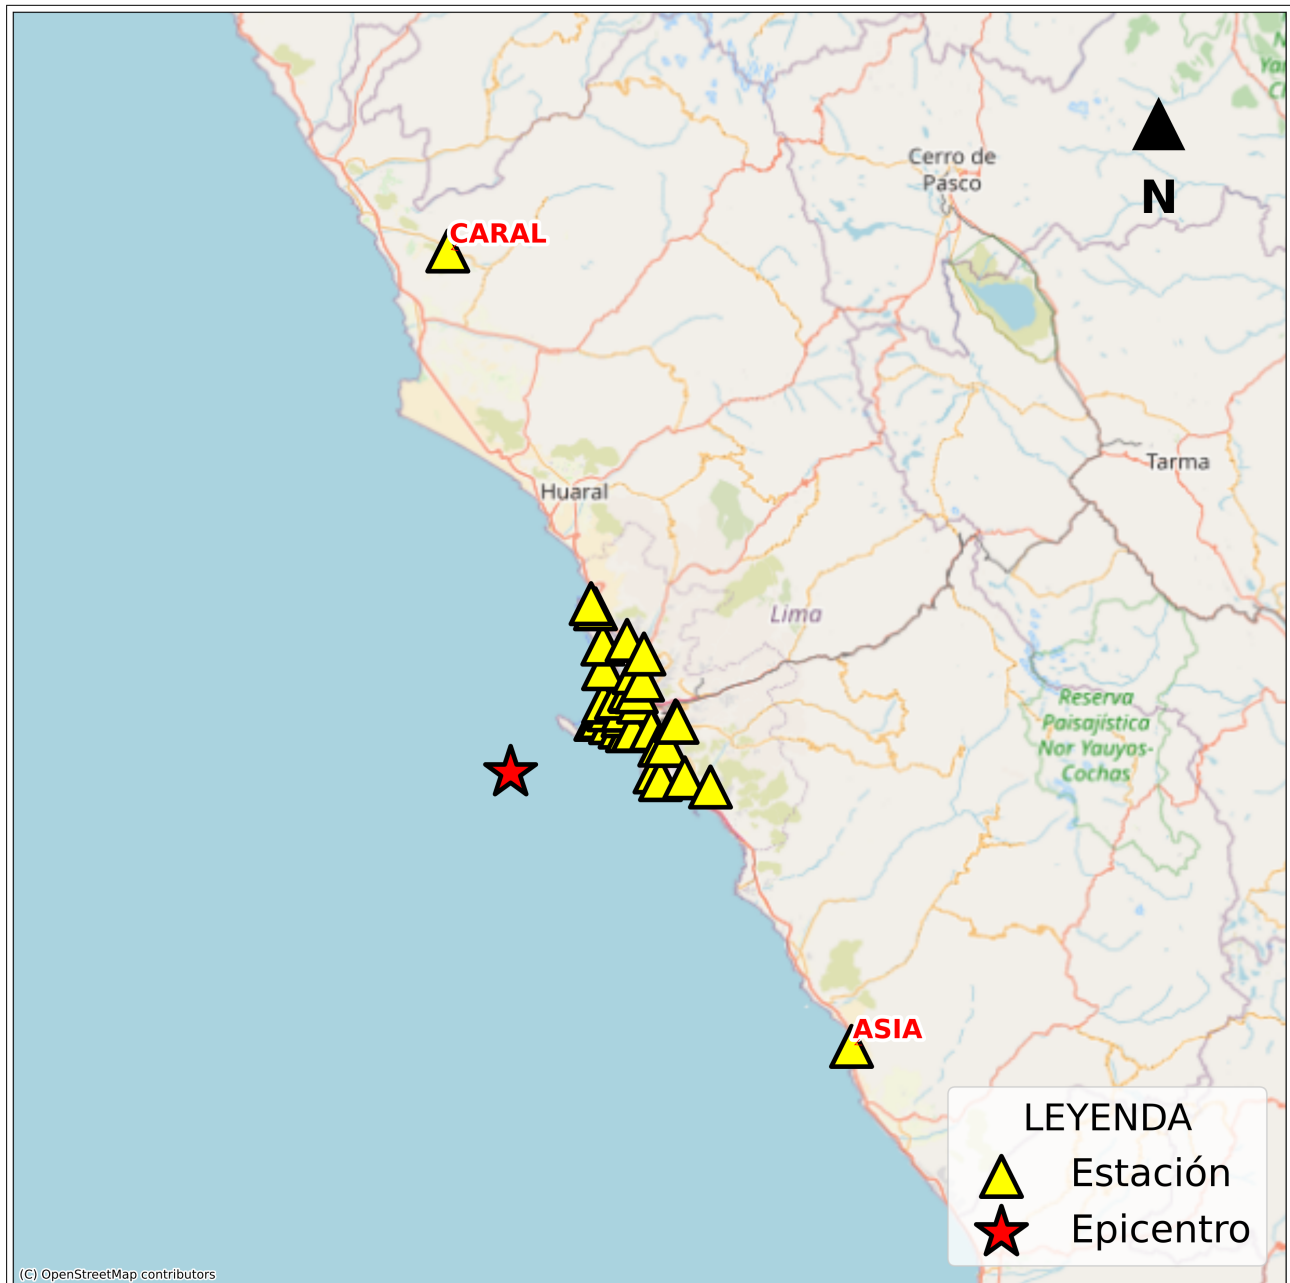 N
Cerro de
Pasco
CARAL
Tarma
Huaral
Lima
Reserva
Paisajística
Nor Yauyos-
Cochas
ASIA
LEYENDA
Estación
Epicentro
(C) OpenStreetMap contributors